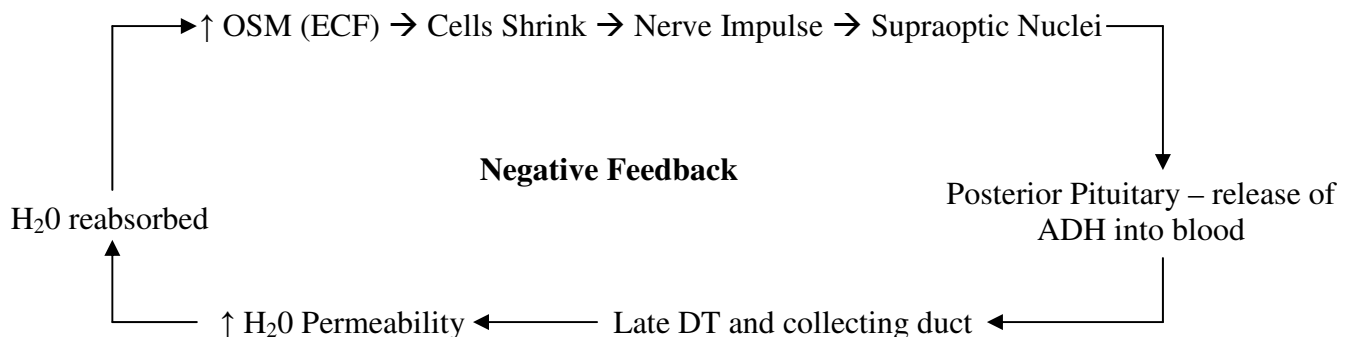 ↑ OSM (ECF) → Cells Shrink → Nerve Impulse → Supraoptic Nuclei
Negative Feedback
Posterior Pituitary – release of
ADH into blood
H₂0 reabsorbed
↑ H₂0 Permeability
Late DT and collecting duct